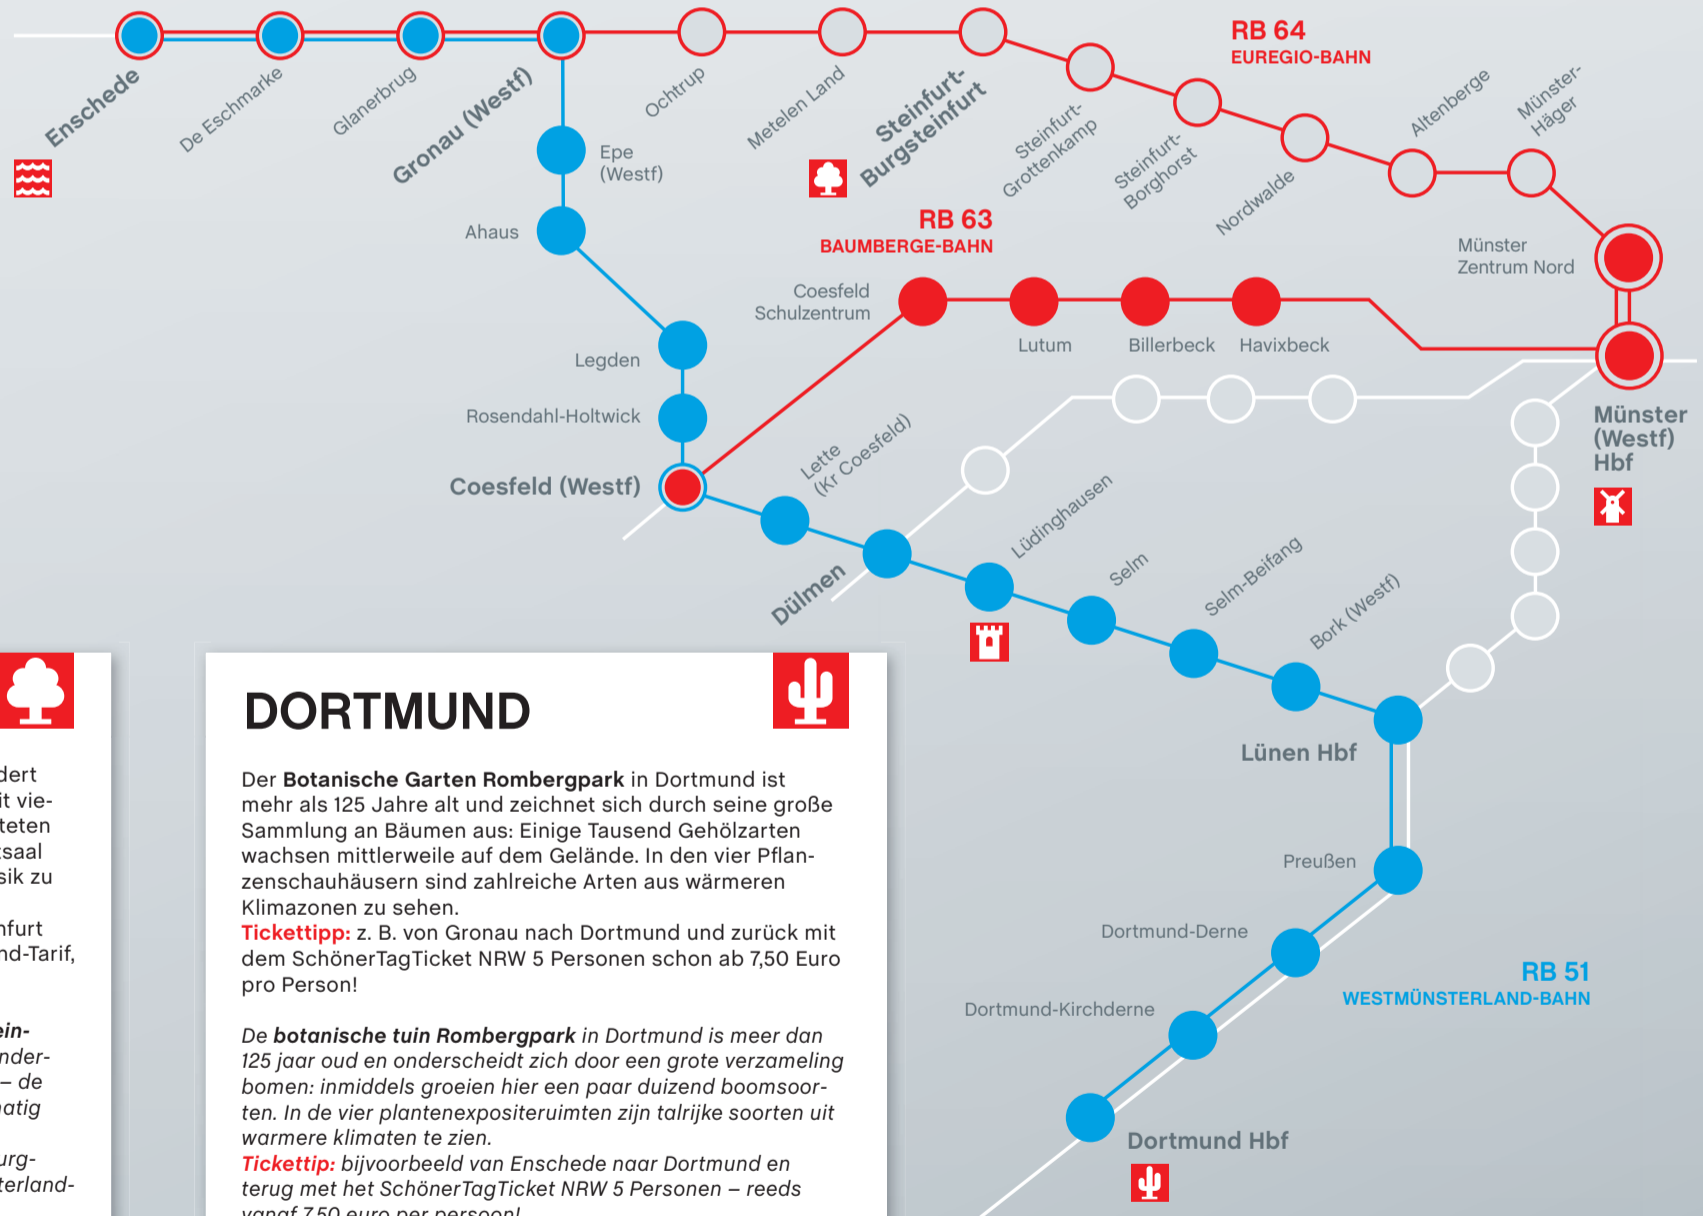 RB 64
EUREGIO-BAHN
Enschede
De Eschmarke
Glanerbrug
Gronau (Westf)
Ochtrup
Metelen Land
Steinfurt-
Burgsteinfurt
Steinfurt-
Grottenkamp
Steinfurt-
Borghorst
Nordwalde
Altenberge
Münster-
Häger
Münster
Zentrum Nord
Münster
(Westf)
Hbf
Epe
(Westf)
Ahaus
Legden
Rosendahl-Holtwick
Coesfeld (Westf)
RB 63
BAUMBERGE-BAHN
Coesfeld
Schulzentrum
Lutum
Billerbeck
Havixbeck
Lette
(Kr Coesfeld)
Dülmen
Lüdinghausen
Selm
Selm-Beifang
Bork (Westf)
Lünen Hbf
Preußen
Dortmund-Derne
Dortmund-Kirchderne
Dortmund Hbf
RB 51
WESTMÜNSTERLAND-BAHN
dert
it vie-
teten
tsaal
sik zu
nfurt
nd-Tarif,
ein-
nder-
– de
natig
urg-
terland-
DORTMUND
Der Botanische Garten Rombergpark in Dortmund ist
mehr als 125 Jahre alt und zeichnet sich durch seine große
Sammlung an Bäumen aus: Einige Tausend Gehölzarten
wachsen mittlerweile auf dem Gelände. In den vier Pflan-
zenschauhäusern sind zahlreiche Arten aus wärmeren
Klimazonen zu sehen.
Tickettipp: z. B. von Gronau nach Dortmund und zurück mit
dem SchönerTagTicket NRW 5 Personen schon ab 7,50 Euro
pro Person!
De botanische tuin Rombergpark in Dortmund is meer dan
125 jaar oud en onderscheidt zich door een grote verzameling
bomen: inmiddels groeien hier een paar duizend boomsoor-
ten. In de vier plantenexpositeruimten zijn talrijke soorten uit
warmere klimaten te zien.
Tickettip: bijvoorbeeld van Enschede naar Dortmund en
terug met het SchönerTagTicket NRW 5 Personen – reeds
vanaf 7,50 euro per persoon!